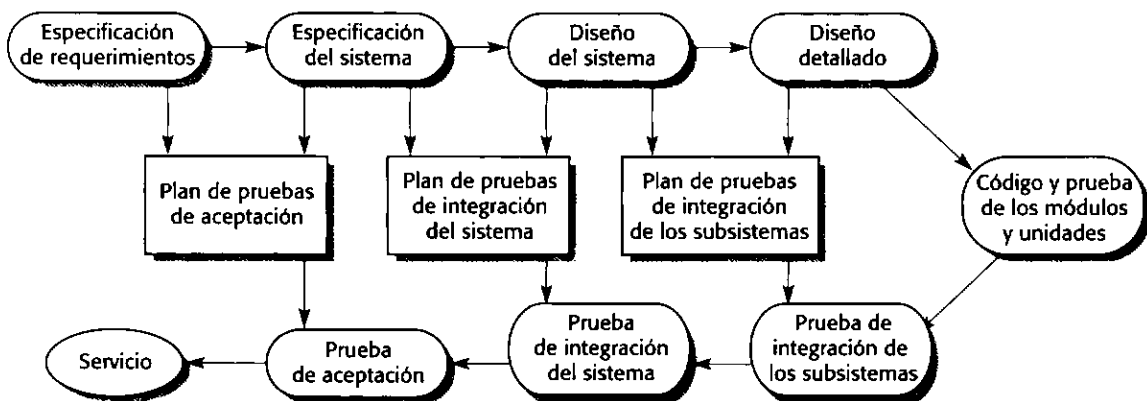 Especificación
de requerimientos
Especificación
del sistema
Diseño
del sistema
Diseño
detallado
Plan de pruebas
de aceptación
Plan de pruebas
de integración
del sistema
Plan de pruebas
de integración
de los subsistemas
Código y prueba
de los módulos
y unidades
Servicio
Prueba
de aceptación
Prueba
de integración
del sistema
Prueba de
integración de
los subsistemas